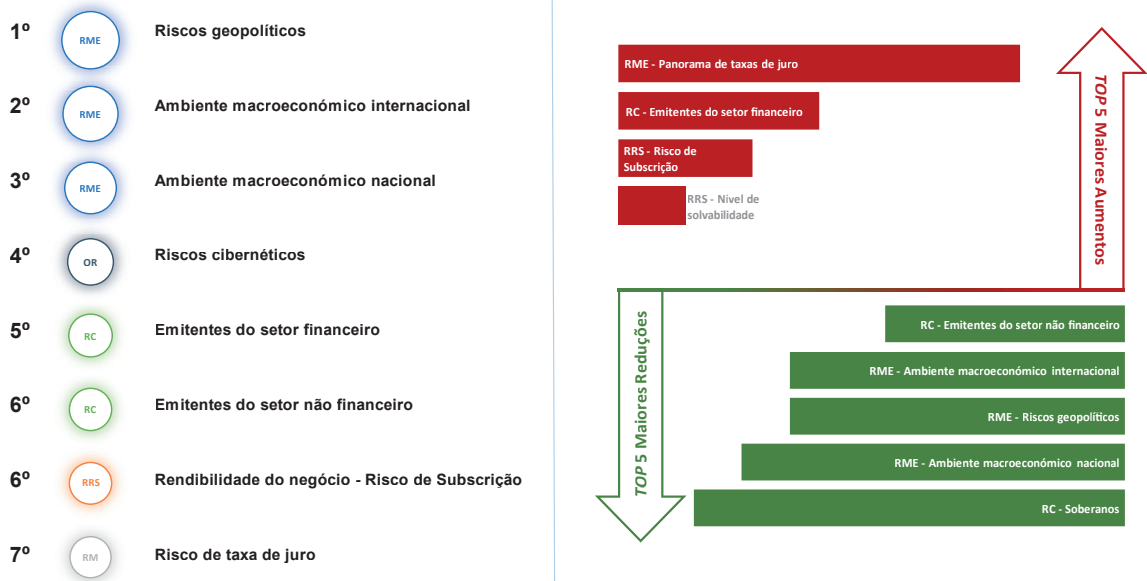 1º RME Riscos geopolíticos
2º RME Ambiente macroeconómico internacional
3º RME Ambiente macroeconómico nacional
4º OR Riscos cibernéticos
5º RC Emitentes do setor financeiro
6º RC Emitentes do setor não financeiro
6º RRS Rendibilidade do negócio - Risco de Subscrição
7º RM Risco de taxa de juro
RME - Panorama de taxas de juro
RC - Emitentes do setor financeiro
RRS - Risco de
Subscrição
RRS - Nível de
solvabilidade
TOP 5 Maiores Aumentos
TOP 5 Maiores Reduções
RC - Emitentes do setor não financeiro
RME - Ambiente macroeconómico internacional
RME - Riscos geopolíticos
RME - Ambiente macroeconómico nacional
RC - Soberanos